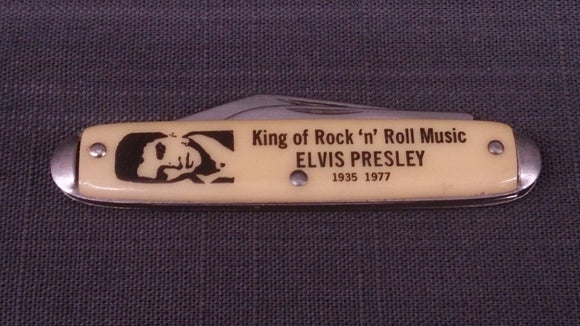 King of Rock 'n' Roll Music
ELVIS PRESLEY
1935 1977